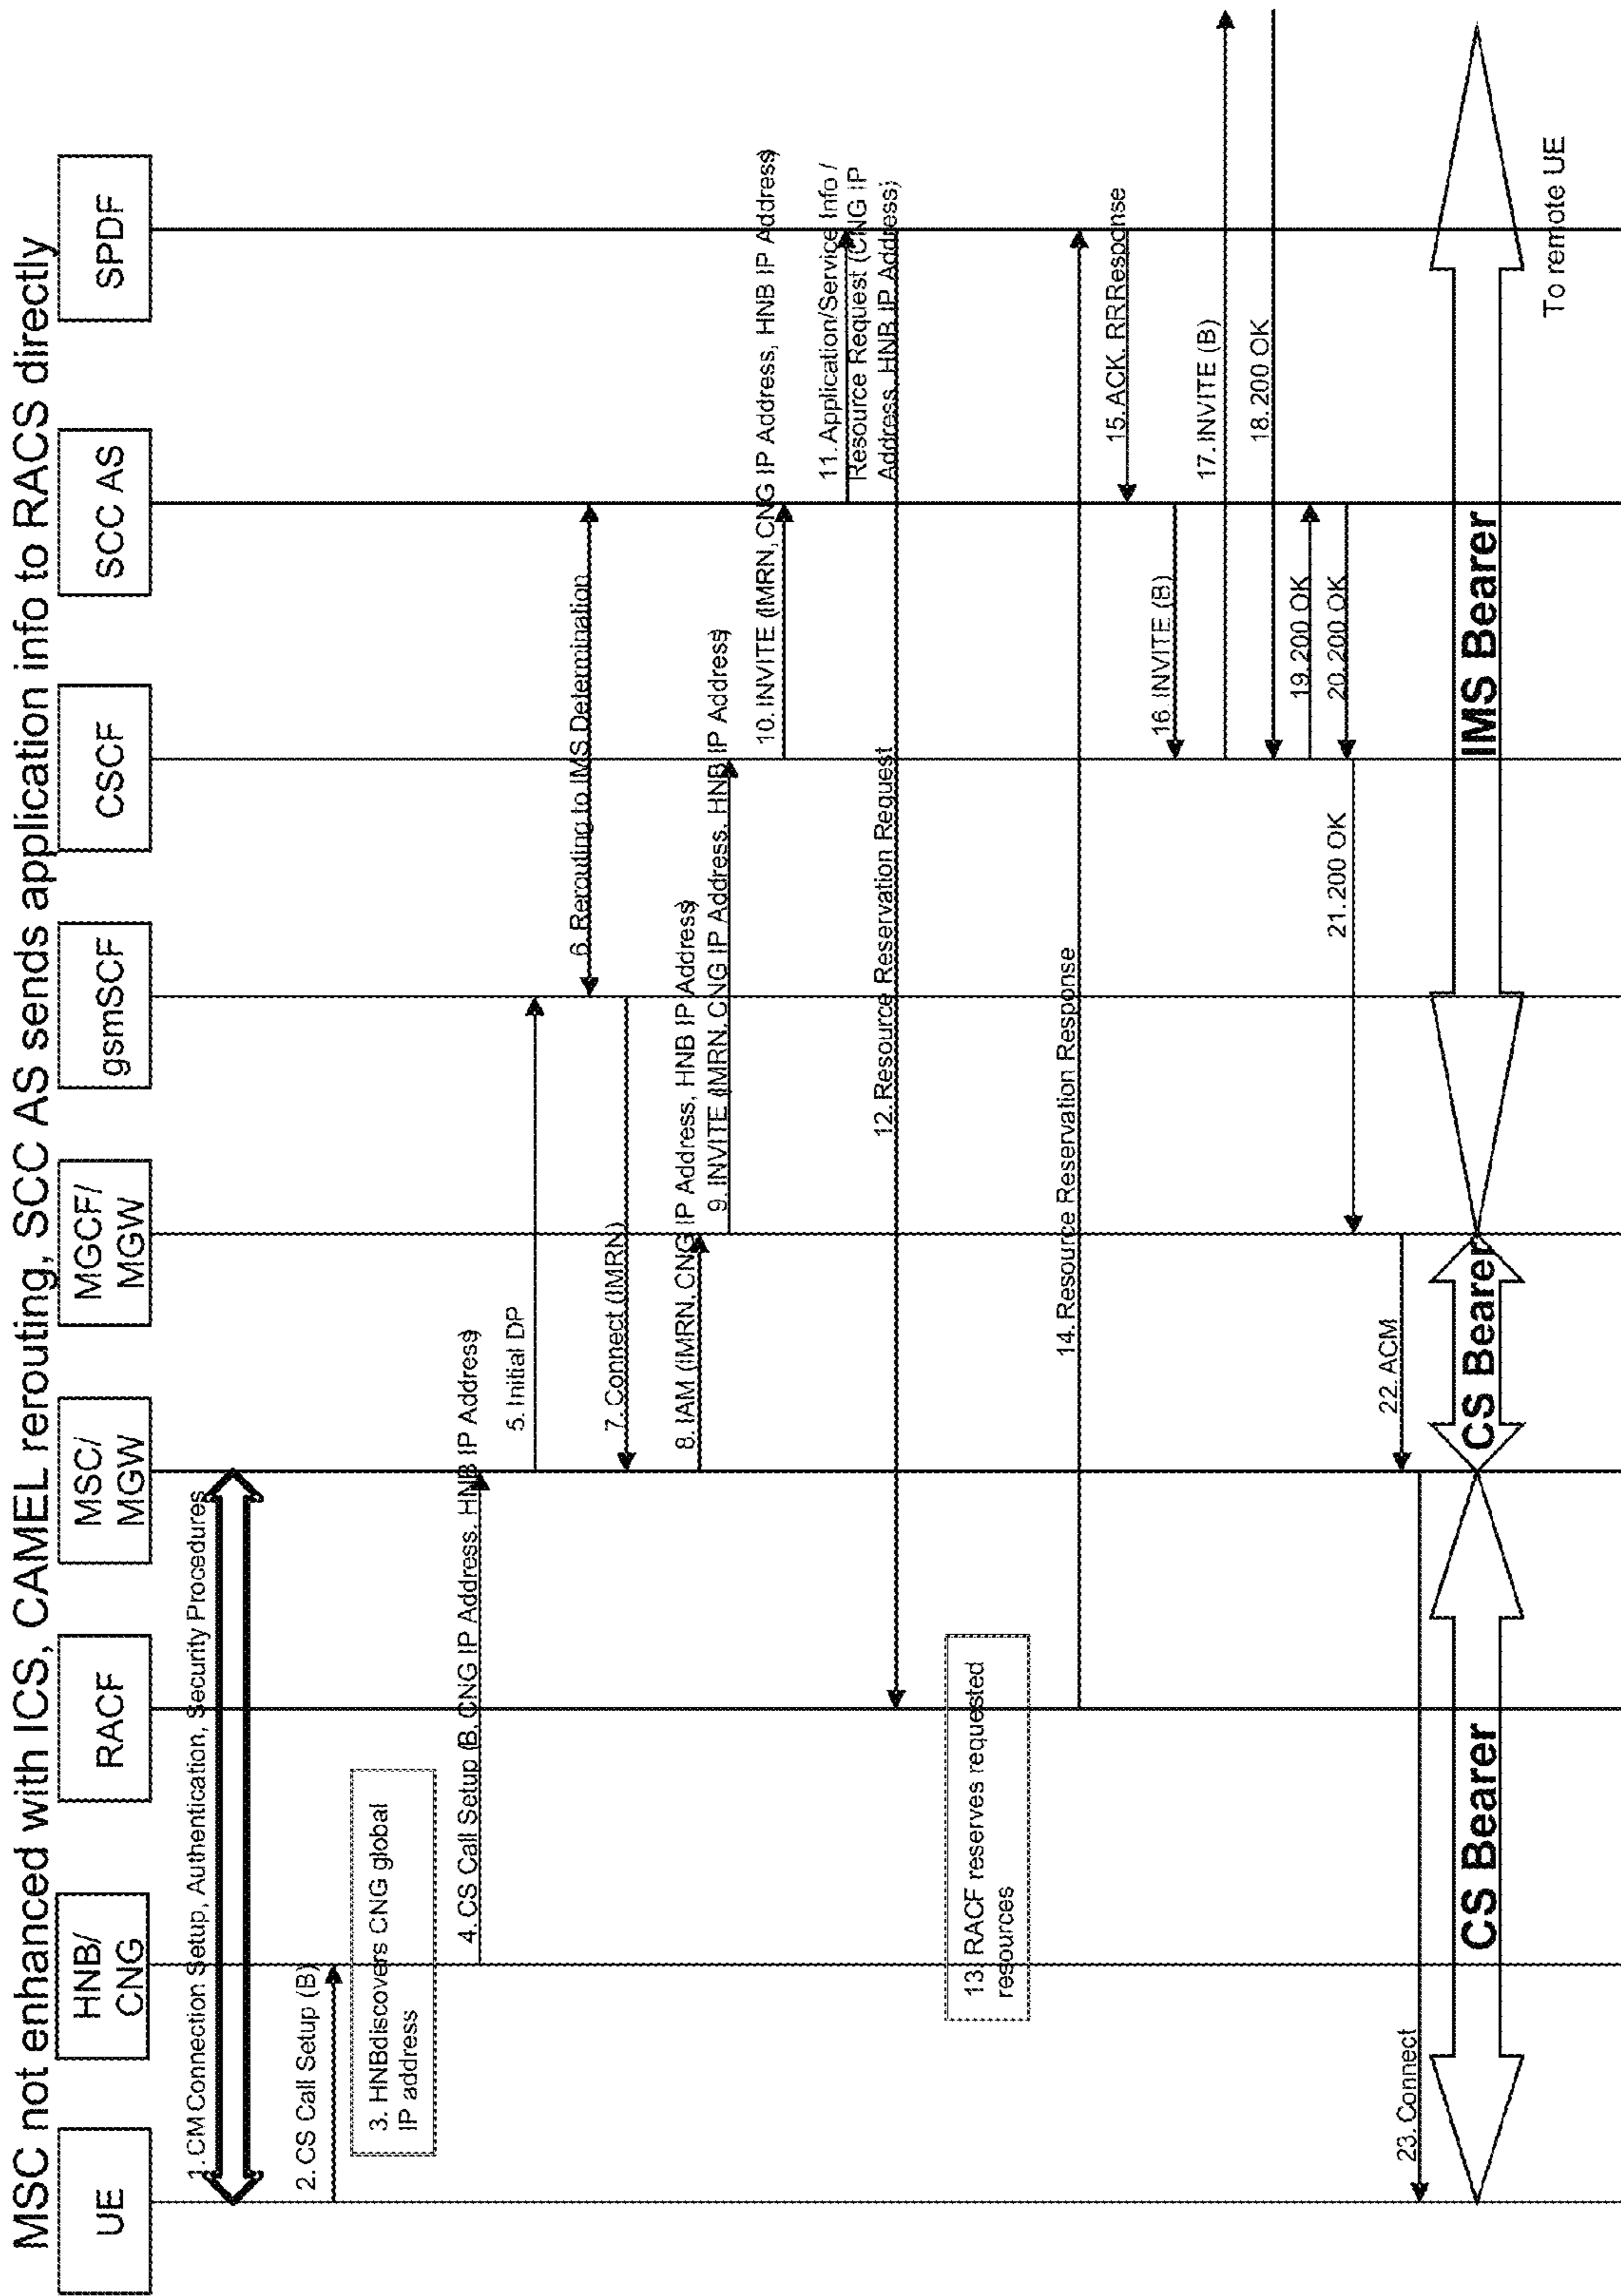 MSC not enhanced with ICS, CAMEL rerouting, SCC AS sends application info to RACS directly
UE
HNB/
CNG
RACF
MSC/
MGW
MGCF/
MGW
gsmSCF
CSCF
SCC AS
SPDF
1. CM Connection Setup, Authentication, Security Procedures
2. CS Call Setup (B)
3. HNBdiscovers CNG global
IP address
4. CS Call Setup (B, CNG IP Address, HNB IP Address)
5. Initial DP
6. Rerouting to IMS Determination
7. Connect (IMRN)
8. IAM (IMRN, CNG IP Address, HNB IP Address)
9. INVITE (IMRN, CNG IP Address, HNB IP Address)
10. INVITE (IMRN, CNG IP Address, HNB IP Address)
11. Application/Service Info /
Resource Request (CNG IP
Address, HNB IP Address)
12. Resource Reservation Request
13. RACF reserves requested
resources
14. Resource Reservation Response
15. ACK. RRResponse
16. INVITE (B)
17. INVITE (B)
18. 200 OK
19. 200 OK
20. 200 OK
21. 200 OK
22. ACM
23. Connect
CS Bearer
CS Bearer
IMS Bearer
To remote UE